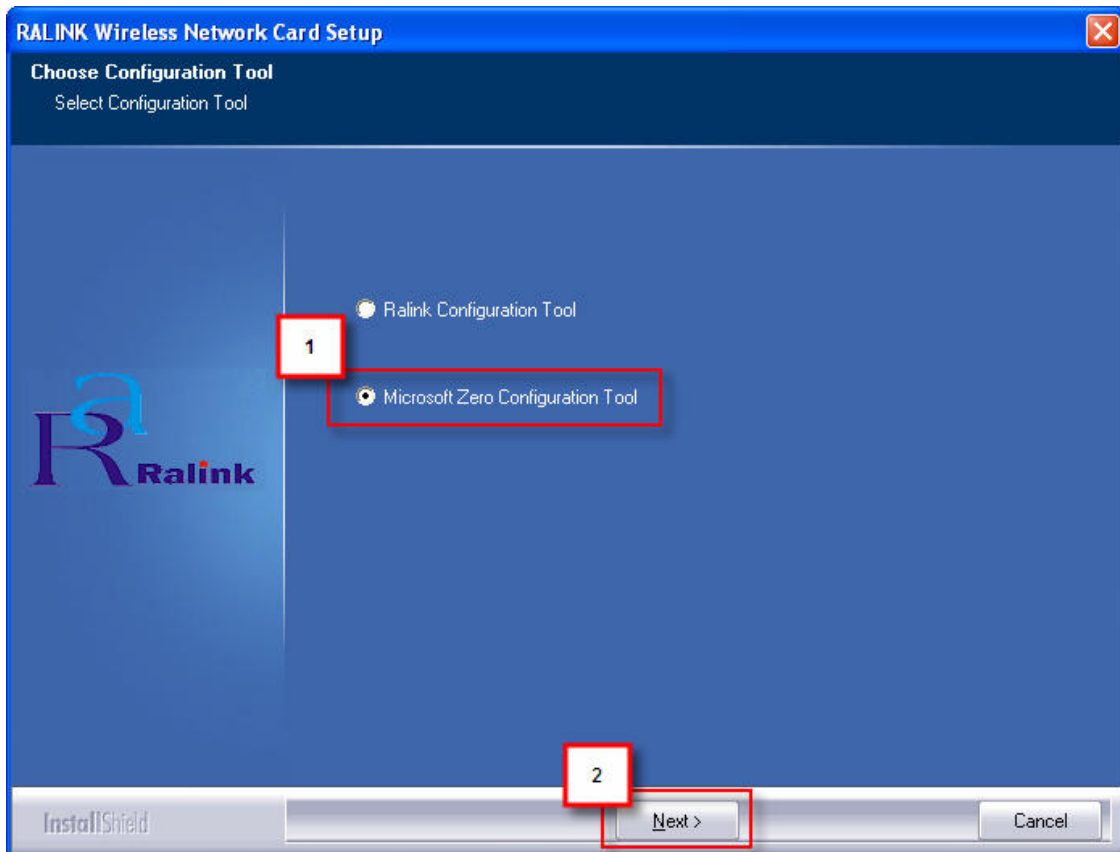 RALINK Wireless Network Card Setup
Choose Configuration Tool
Select Configuration Tool
Ralink Configuration Tool
1
Microsoft Zero Configuration Tool
Ra
Ralink
2
InstallShield
Next >
Cancel